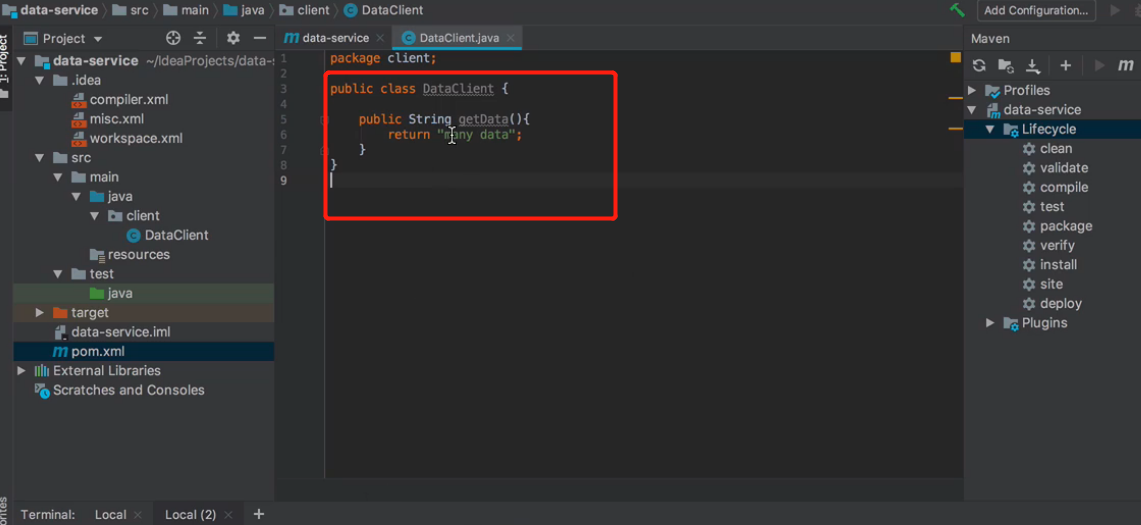 data-service src main java client DataClient Add Configuration...
1: Project
Project
data-service ~/IdeaProjects/data-s
.idea
compiler.xml
misc.xml
workspace.xml
src
main
java
client
DataClient
resources
test
java
target
data-service.iml
pom.xml
External Libraries
Scratches and Consoles
data-service DataClient.java
1 package client;
2
3 public class DataClient {
4
5 public String getData(){
6 return "many data";
7 }
8 }
9
Maven
Profiles
data-service
Lifecycle
clean
validate
compile
test
package
verify
install
site
deploy
Plugins
Terminal: Local Local (2)